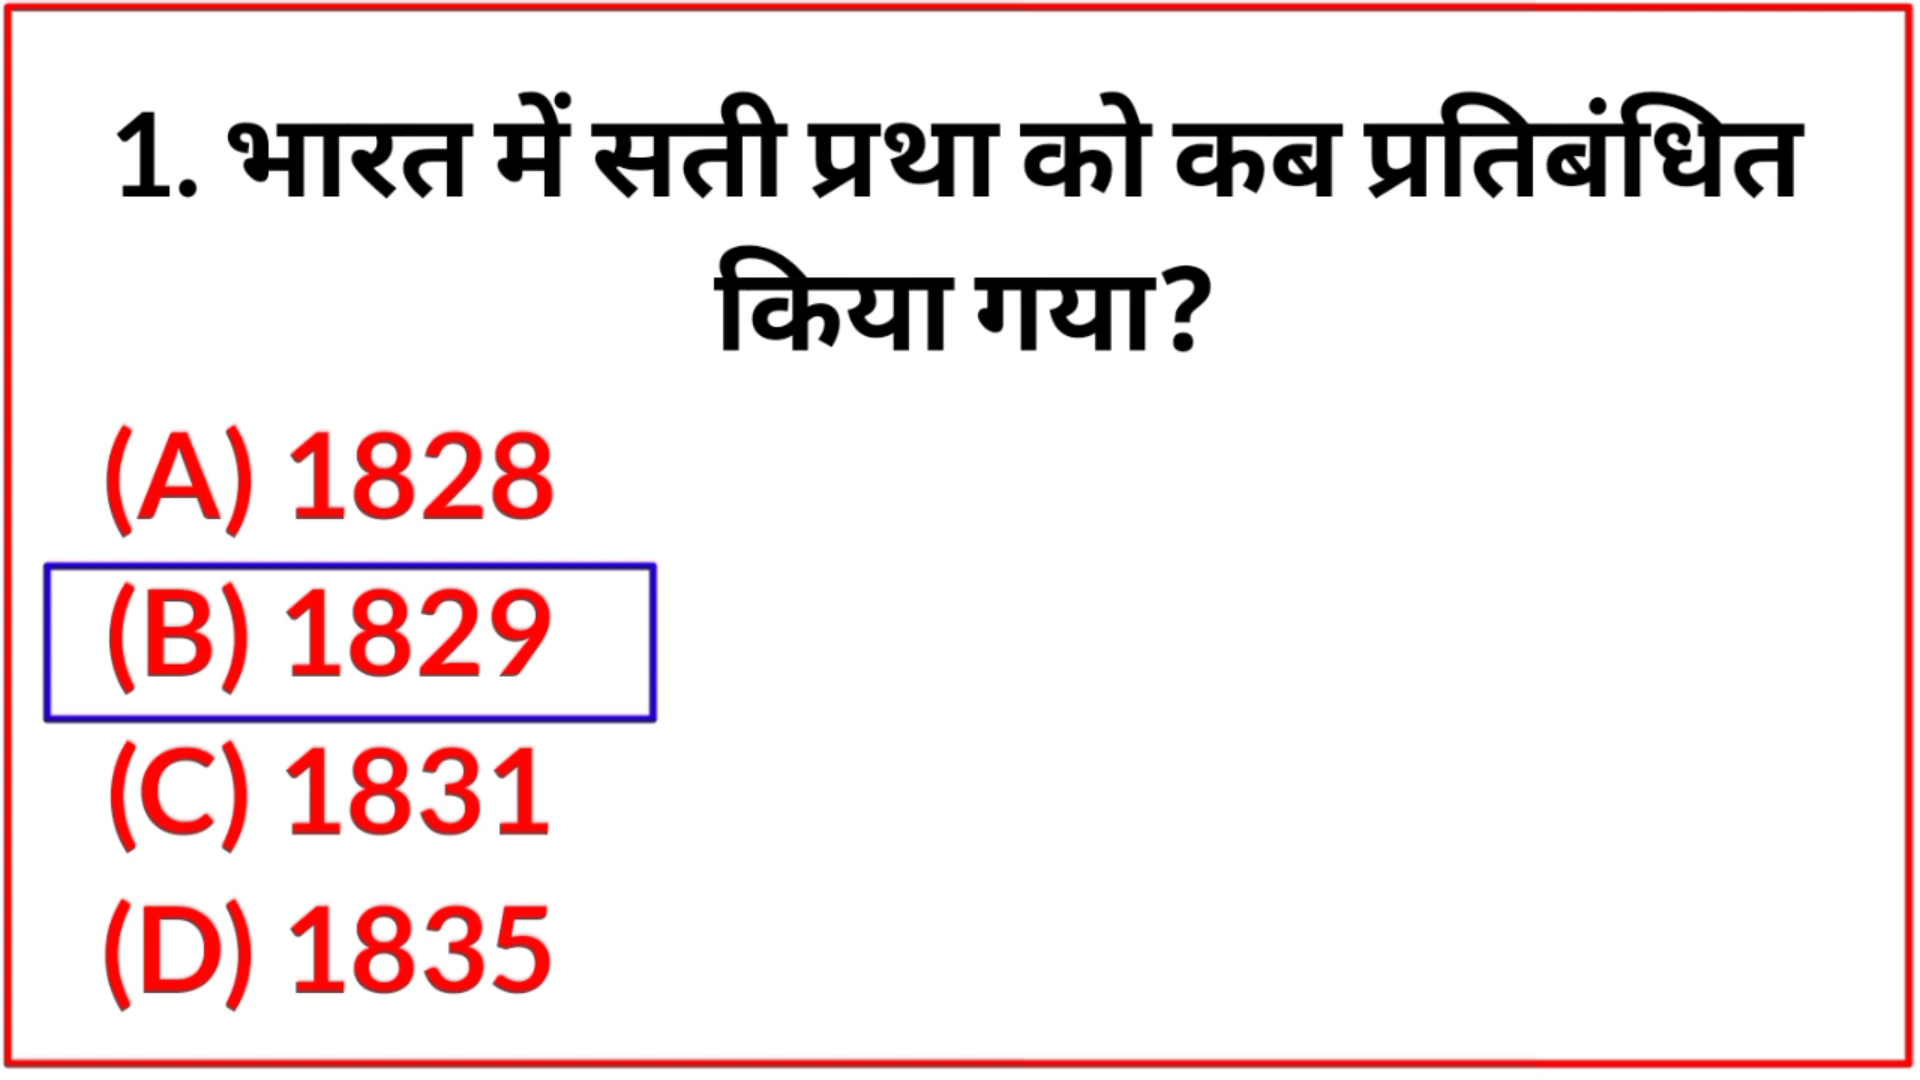 1. भारत में सती प्रथा को कब प्रतिबंधित
किया गया?
(A) 1828
(B) 1829
(C) 1831
(D) 1835